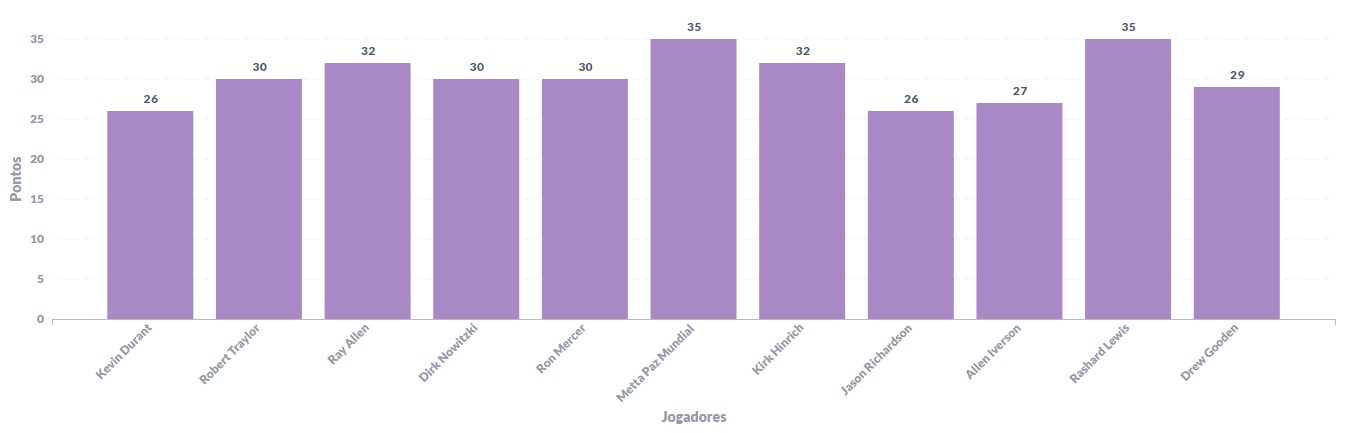 Pontos
35
30
25
20
15
10
5
0
26
30
32
30
30
35
32
26
27
35
29
Kevin Durant
Robert Traylor
Ray Allen
Dirk Nowitzki
Ron Mercer
Metta Paz Mundial
Kirk Hinrich
Jason Richardson
Allen Iverson
Rashard Lewis
Drew Gooden
Jogadores